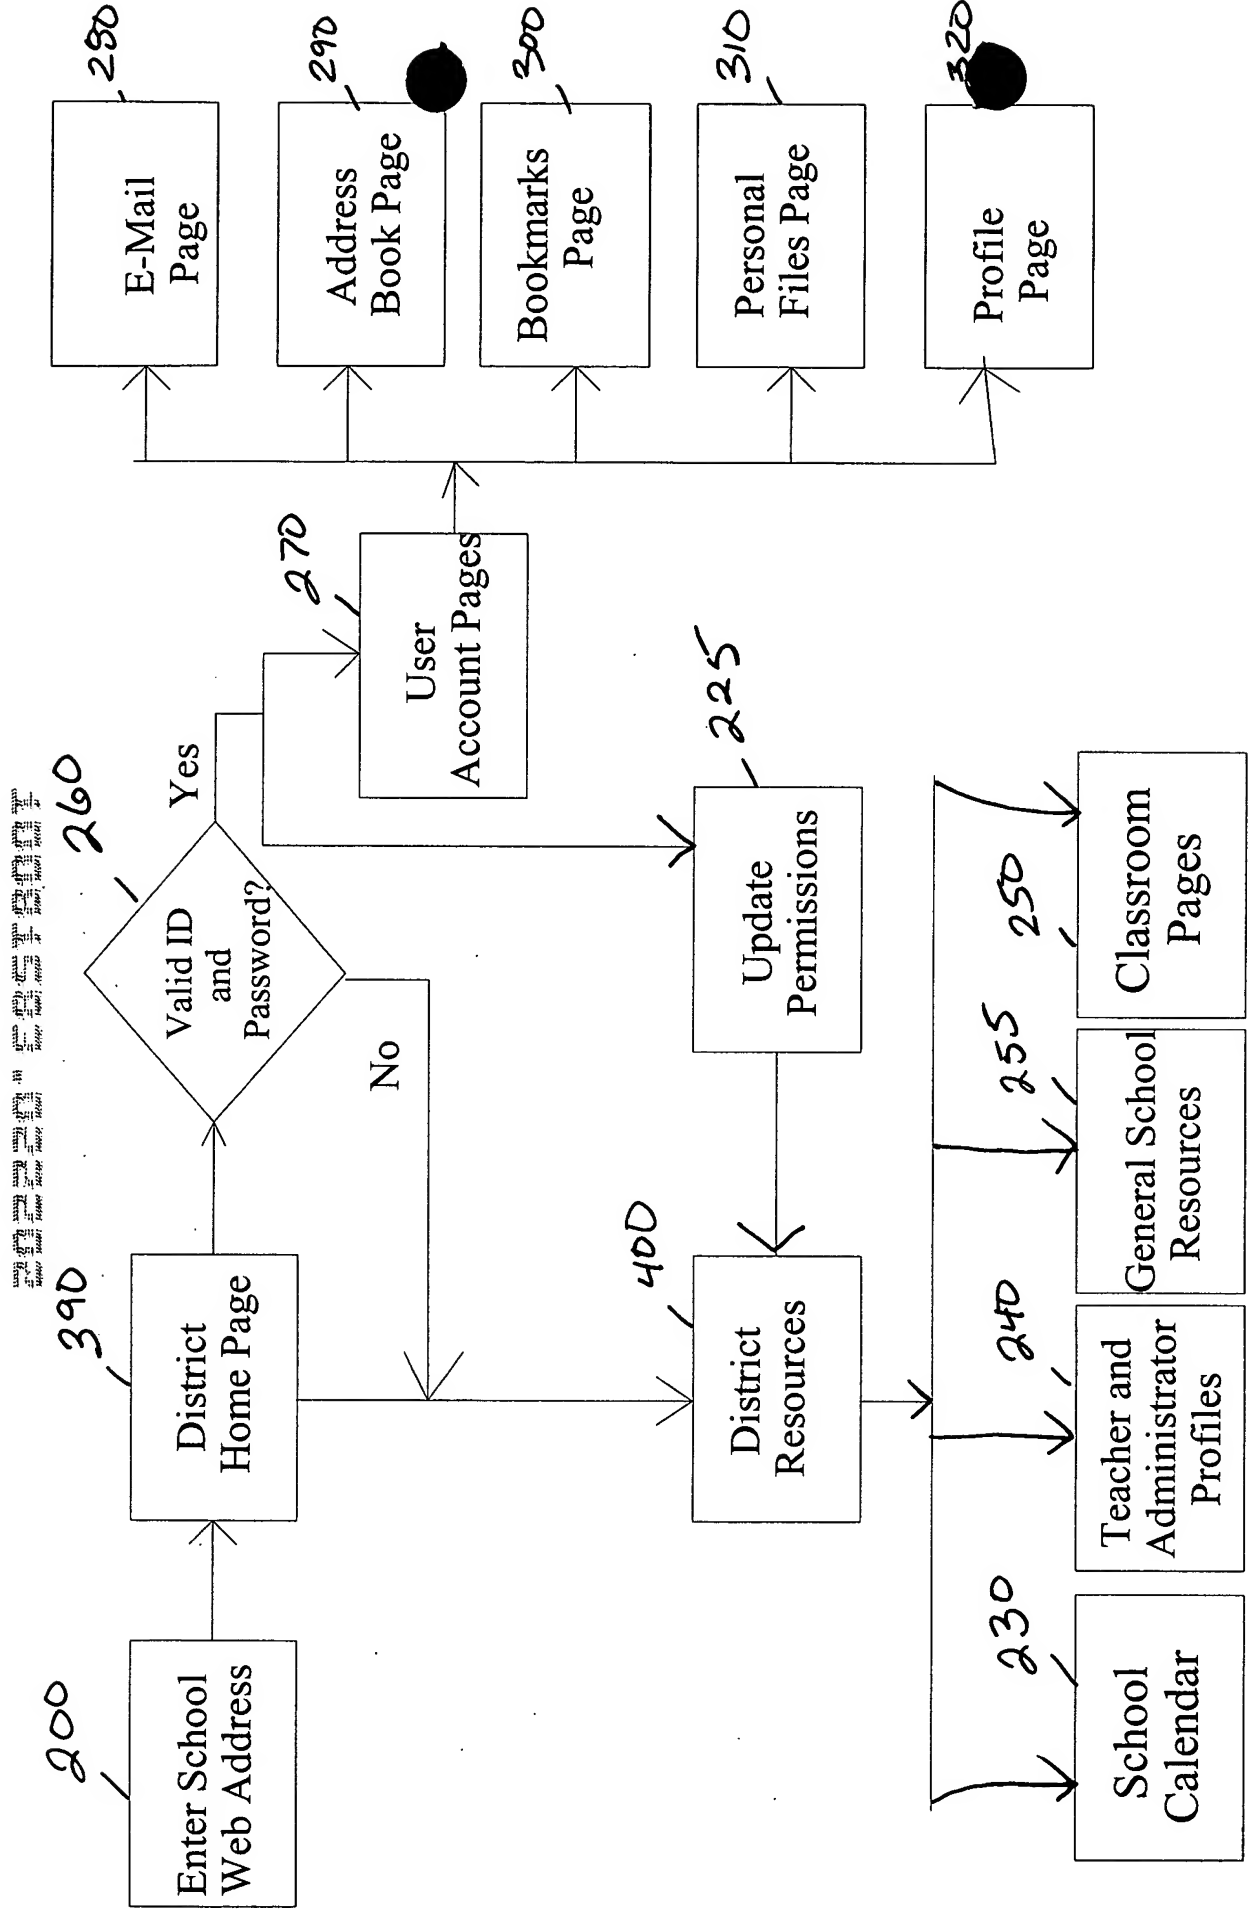 200
Enter School
Web Address
390
District
Home Page
260
Valid ID
and
Password?
Yes
No
270
User
Account Pages
280
E-Mail
Page
290
Address
Book Page
300
Bookmarks
Page
310
Personal
Files Page
320
Profile
Page
225
Update
Permissions
400
District
Resources
230
School
Calendar
240
Teacher and
Administrator
Profiles
255
General School
Resources
250
Classroom
Pages